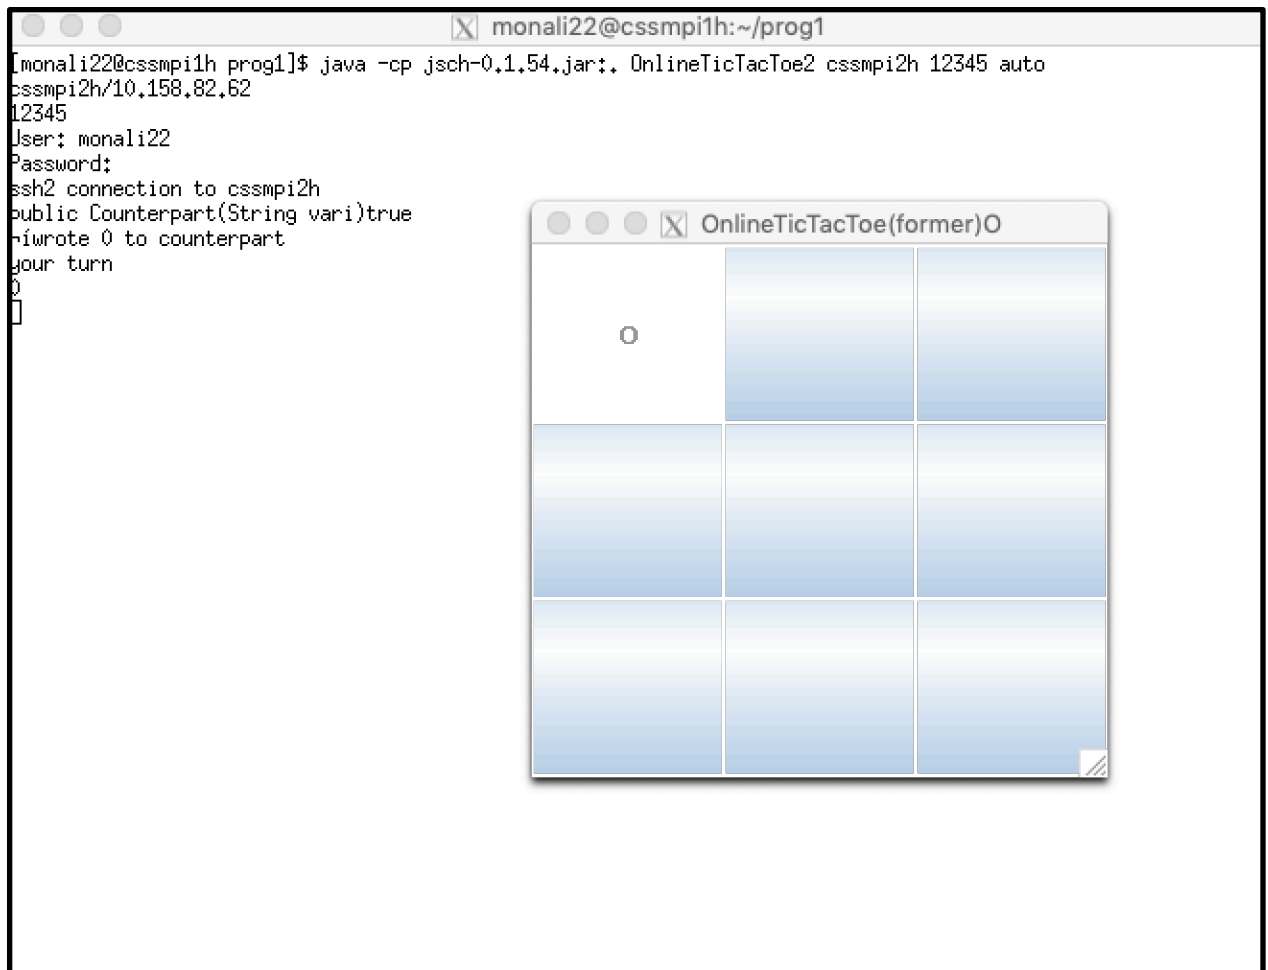 monali22@cssmpi1h:~/prog1
[monali22@cssmpi1h prog1]$ java -cp jsch-0.1.54.jar:. OnlineTicTacToe2 cssmpi2h 12345 auto
cssmpi2h/10.158.82.62
12345
User: monali22
Password:
ssh2 connection to cssmpi2h
public Counterpart(String vari)true
¬íwrote 0 to counterpart
your turn
0
OnlineTicTacToe(former)O
O